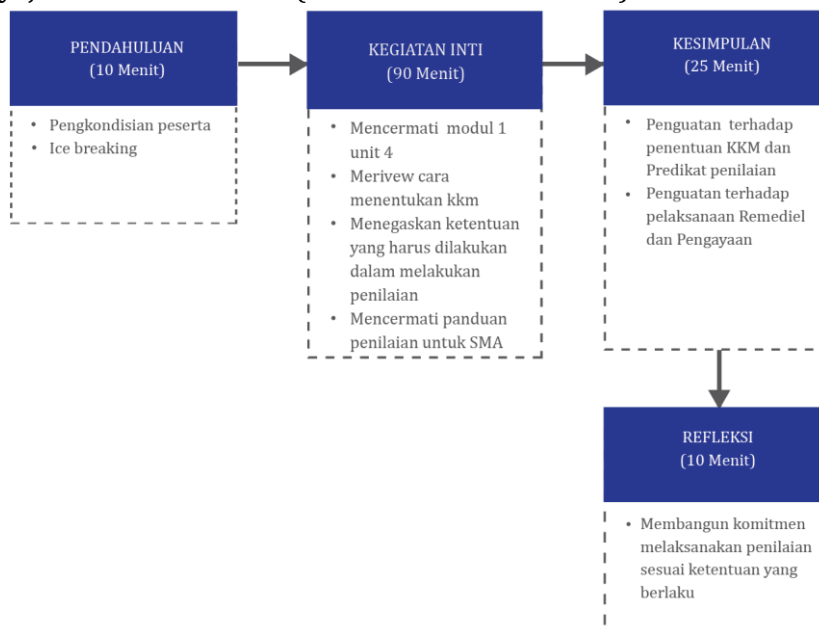 PENDAHULUAN
(10 Menit)
• Pengkondisian peserta
• Ice breaking
KEGIATAN INTI
(90 Menit)
• Mencermati modul 1
unit 4
• Merivew cara
menentukan kkm
• Menegaskan ketentuan
yang harus dilakukan
dalam melakukan
penilaian
• Mencermati panduan
penilaian untuk SMA
KESIMPULAN
(25 Menit)
• Penguatan terhadap
penentuan KKM dan
Predikat penilaian
• Penguatan terhadap
pelaksanaan Remediel
dan Pengayaan
REFLEKSI
(10 Menit)
• Membangun komitmen
melaksanakan penilaian
sesuai ketentuan yang
berlaku